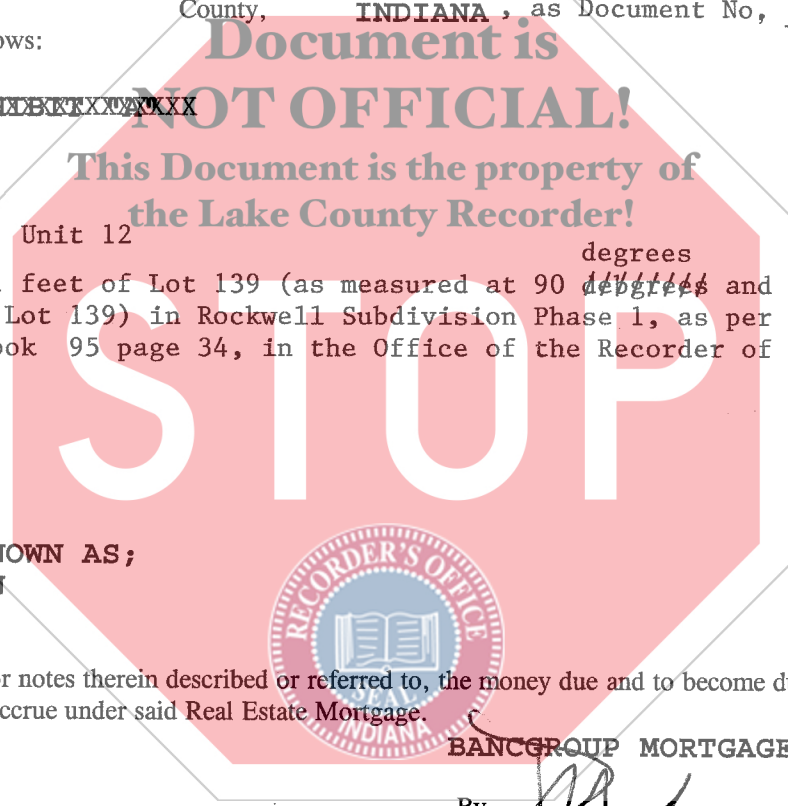 County, INDIANA, as Document No,
ows:
Document is
NOT OFFICIAL!
This Document is the property of
the Lake County Recorder!
Unit 12
degrees
feet of Lot 139 (as measured at 90 and
Lot 139) in Rockwell Subdivision Phase 1, as per
ook 95 page 34, in the Office of the Recorder of
STOP
NOWN AS;
RECORDER'S OFFICE
SEAL
INDIANA
or notes therein described or referred to, the money due and to become du
ccrue under said Real Estate Mortgage.
BANCGROUP MORTGAGE
By